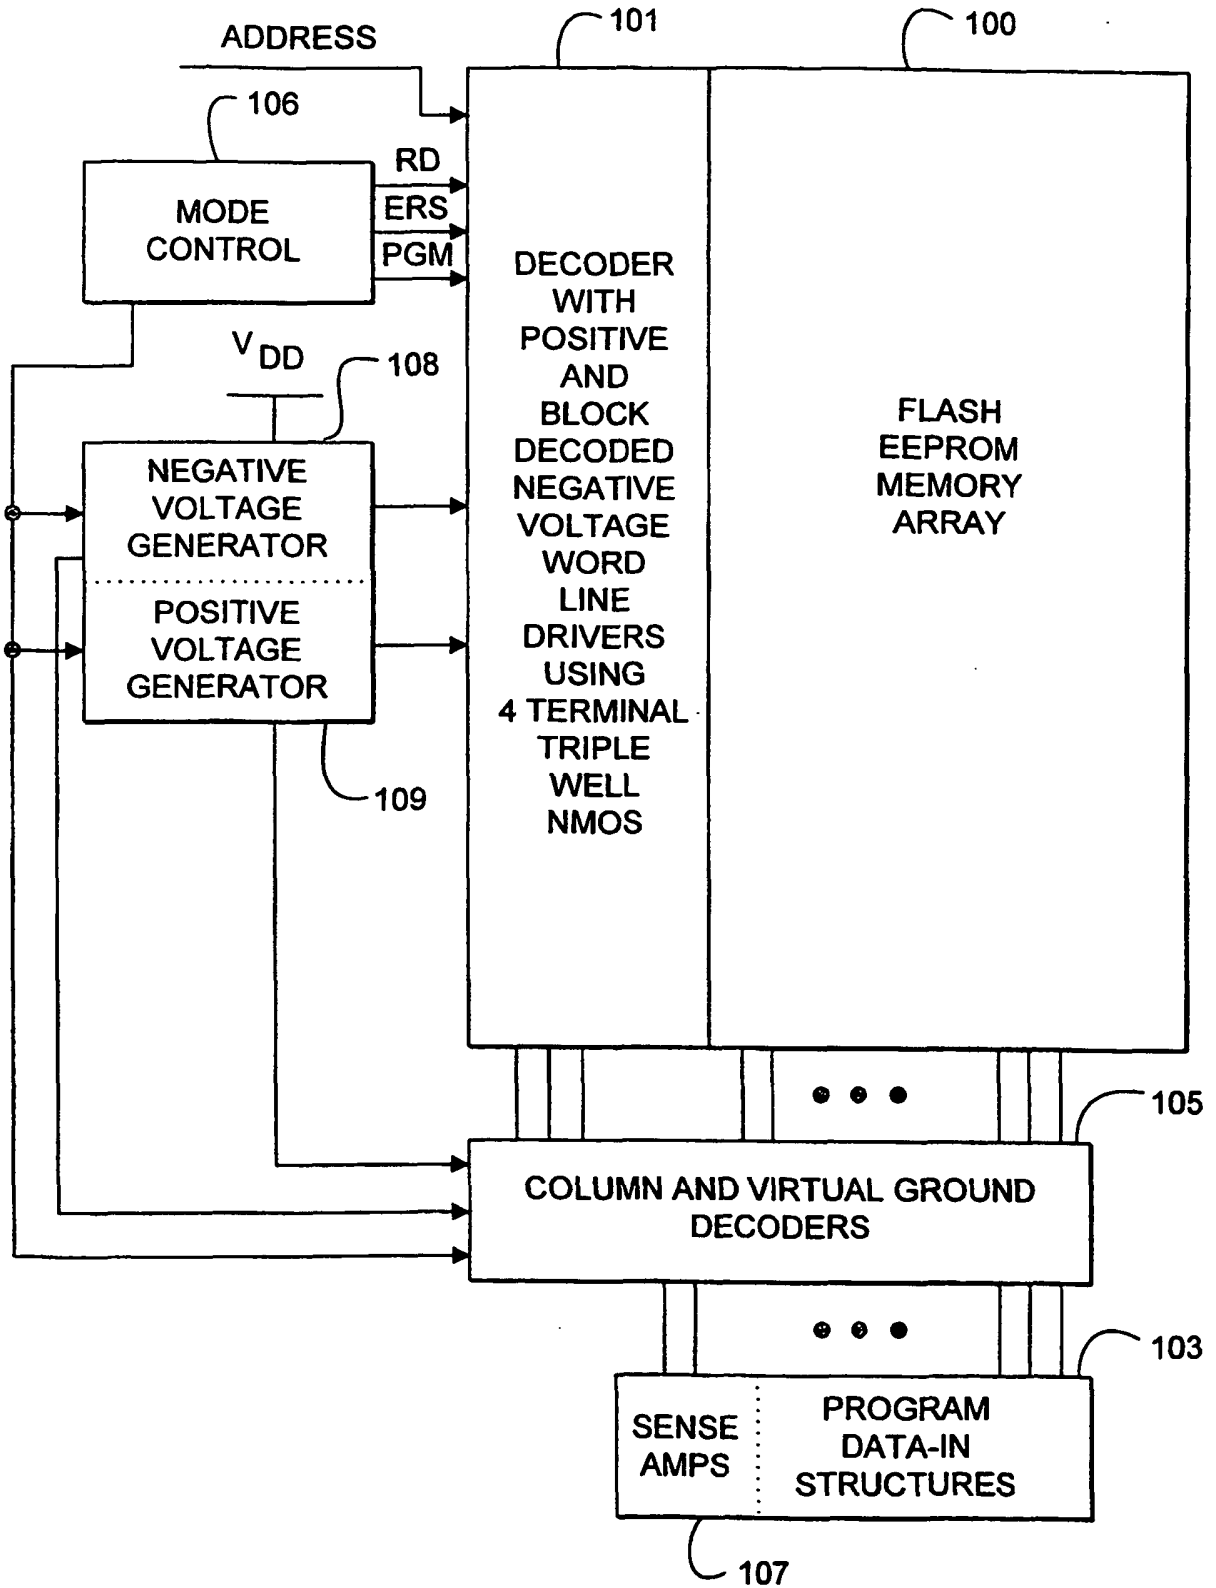 101
100
ADDRESS
106
RD
MODE
CONTROL
ERS
PGM
V DD
108
NEGATIVE
VOLTAGE
GENERATOR
POSITIVE
VOLTAGE
GENERATOR
109
DECODER
WITH
POSITIVE
AND
BLOCK
DECODED
NEGATIVE
VOLTAGE
WORD
LINE
DRIVERS
USING
4 TERMINAL
TRIPLE
WELL
NMOS
FLASH
EEPROM
MEMORY
ARRAY
105
COLUMN AND VIRTUAL GROUND
DECODERS
103
SENSE
AMPS
PROGRAM
DATA-IN
STRUCTURES
107